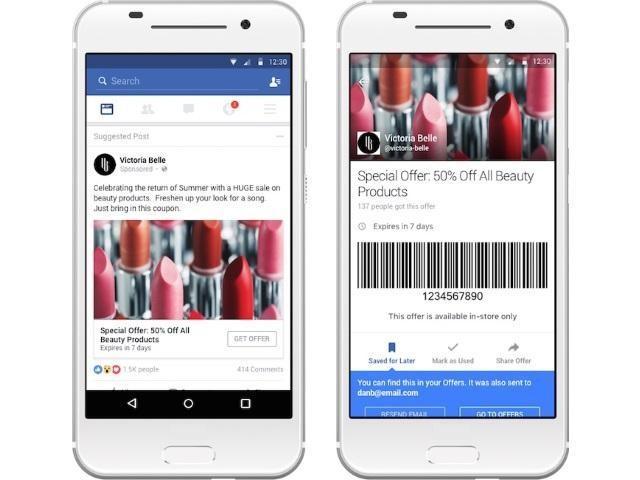 12:30
Search
2
Suggested Post
Victoria Belle
Sponsored
Celebrating the return of Summer with a HUGE sale on
beauty products. Freshen up your look for a song.
Just bring in this coupon.
Special Offer: 50% Off All
Beauty Products
Expires in 7 days
GET OFFER
1.5K people
414 Comments
12:30
Victoria Belle
@victoria-belle
Special Offer: 50% Off All Beauty
Products
137 people got this offer
Expires in 7 days
1234567890
This offer is available in-store only
Saved for Later
Mark as Used
Share Offer
You can find this in your Offers. It was also sent to
danb@email.com
RESEND EMAIL
GO TO OFFERS